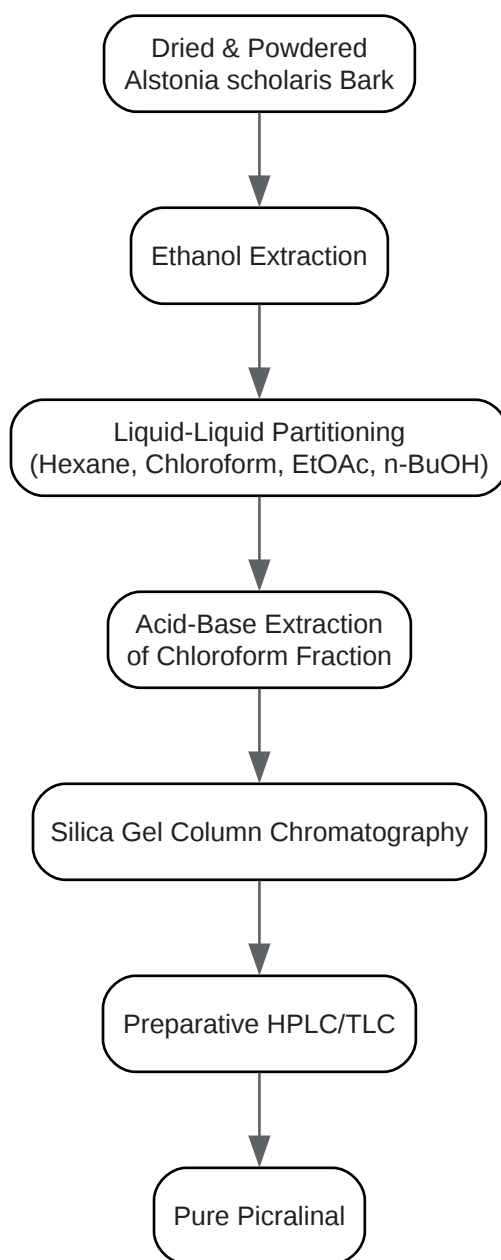 Dried & Powdered
Alstonia scholaris Bark
Ethanol Extraction
Liquid-Liquid Partitioning
(Hexane, Chloroform, EtOAc, n-BuOH)
Acid-Base Extraction
of Chloroform Fraction
Silica Gel Column Chromatography
Preparative HPLC/TLC
Pure Picralinal